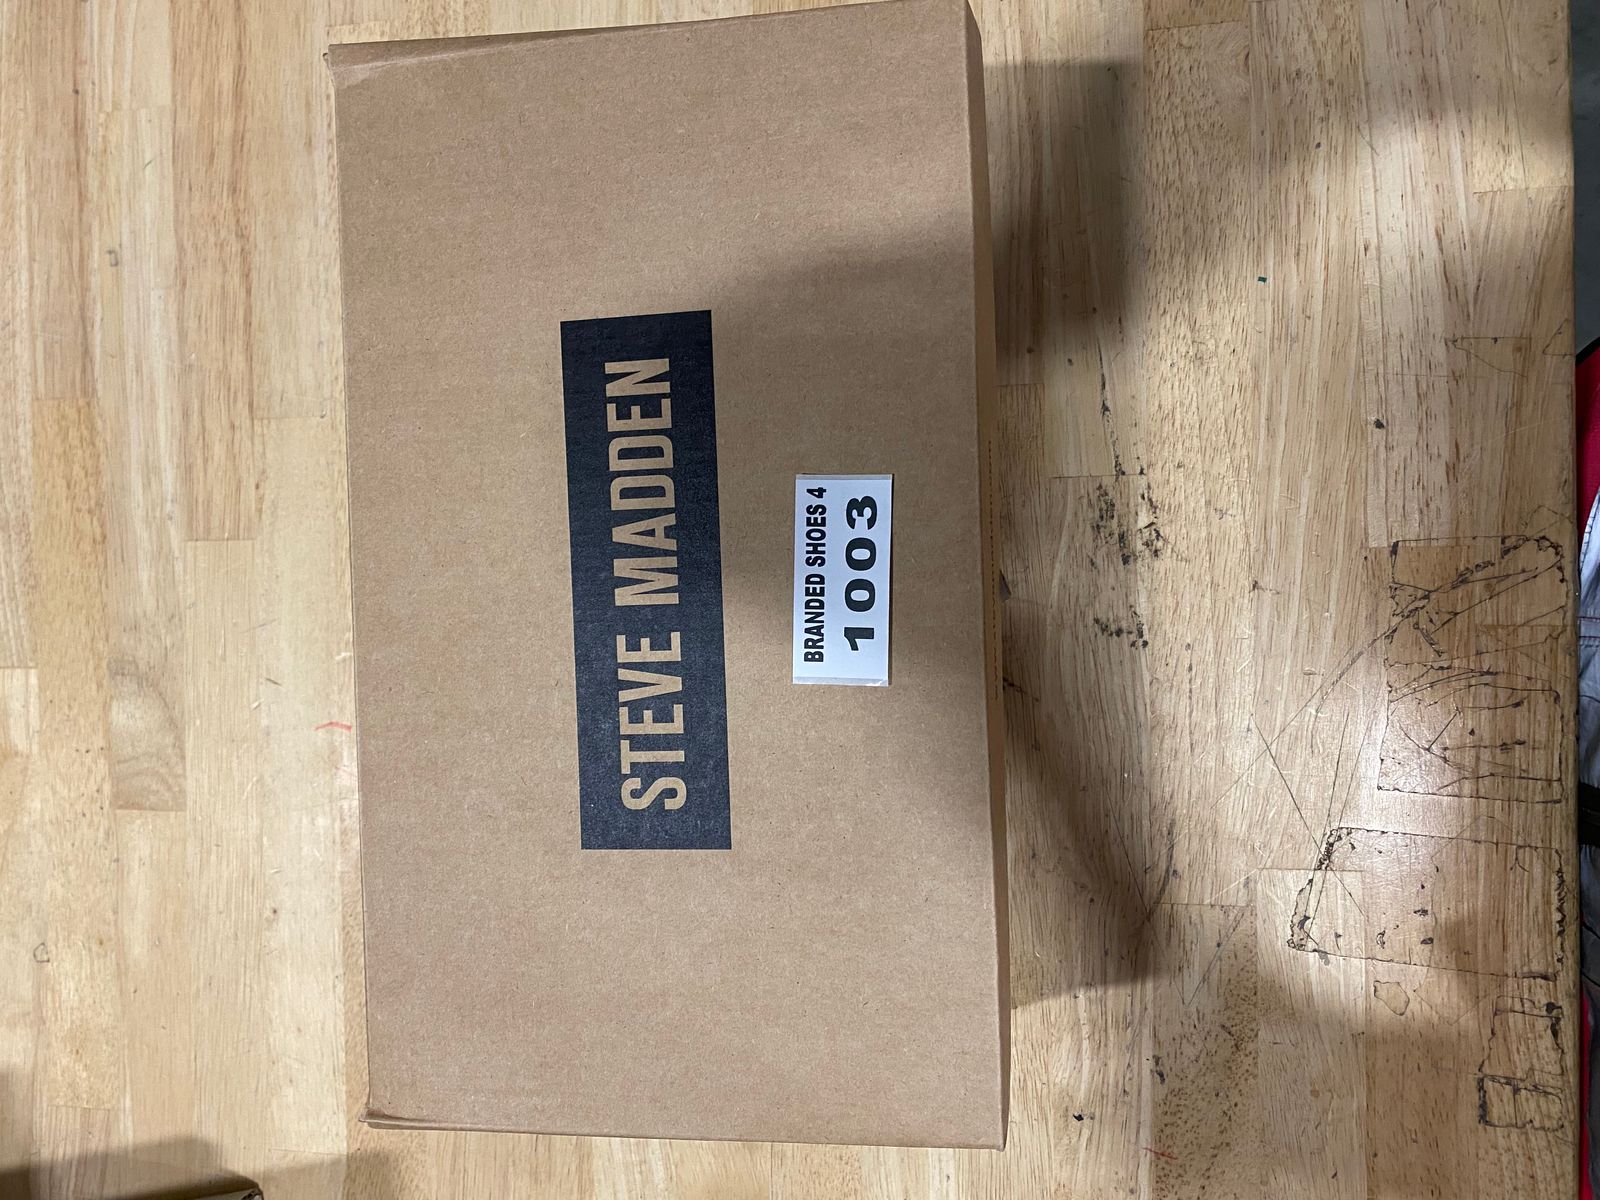 STEVE MADDEN
BRANDED SHOES 4
1003